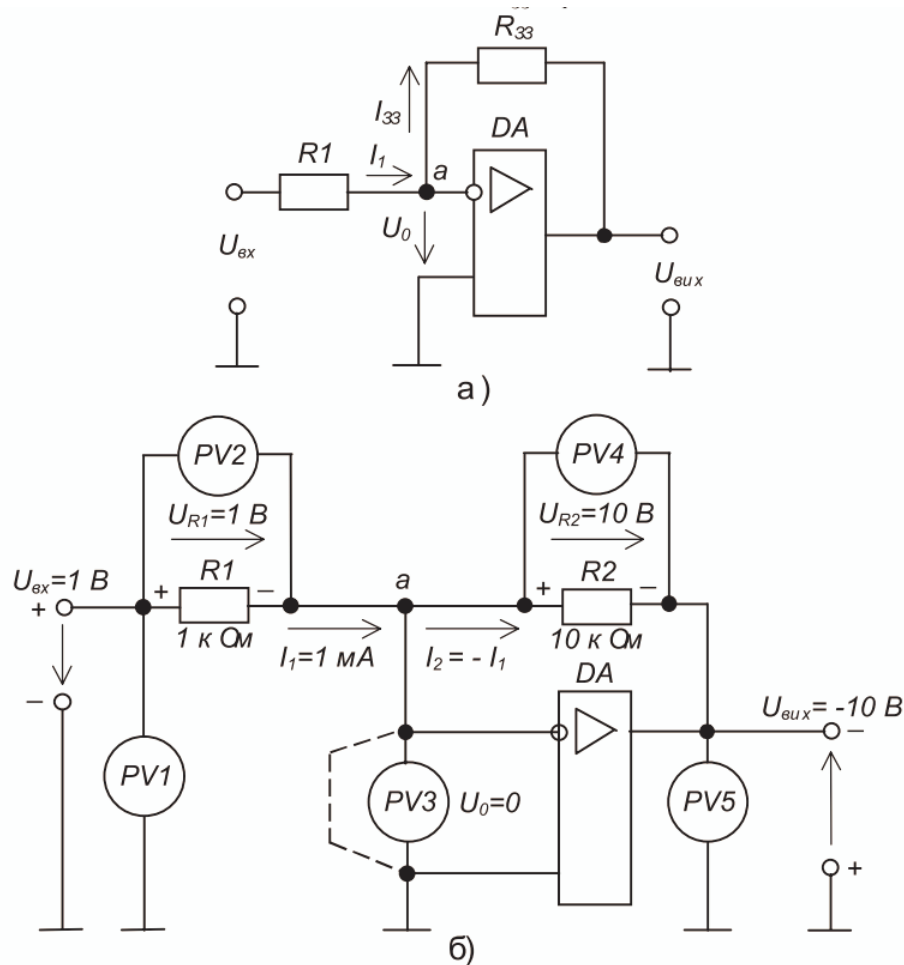 R33
DA
I33
R1
I1
a
U0
Uвх
Uвих
а)
PV2
PV4
UR1=1 В
UR2=10 В
Uвх=1 В
+
R1
–
a
+
R2
–
+
1 к Ом
10 к Ом
I1=1 мА
I2 = - I1
DA
–
Uвих= -10 В
–
PV1
PV3
U0=0
PV5
+
б)